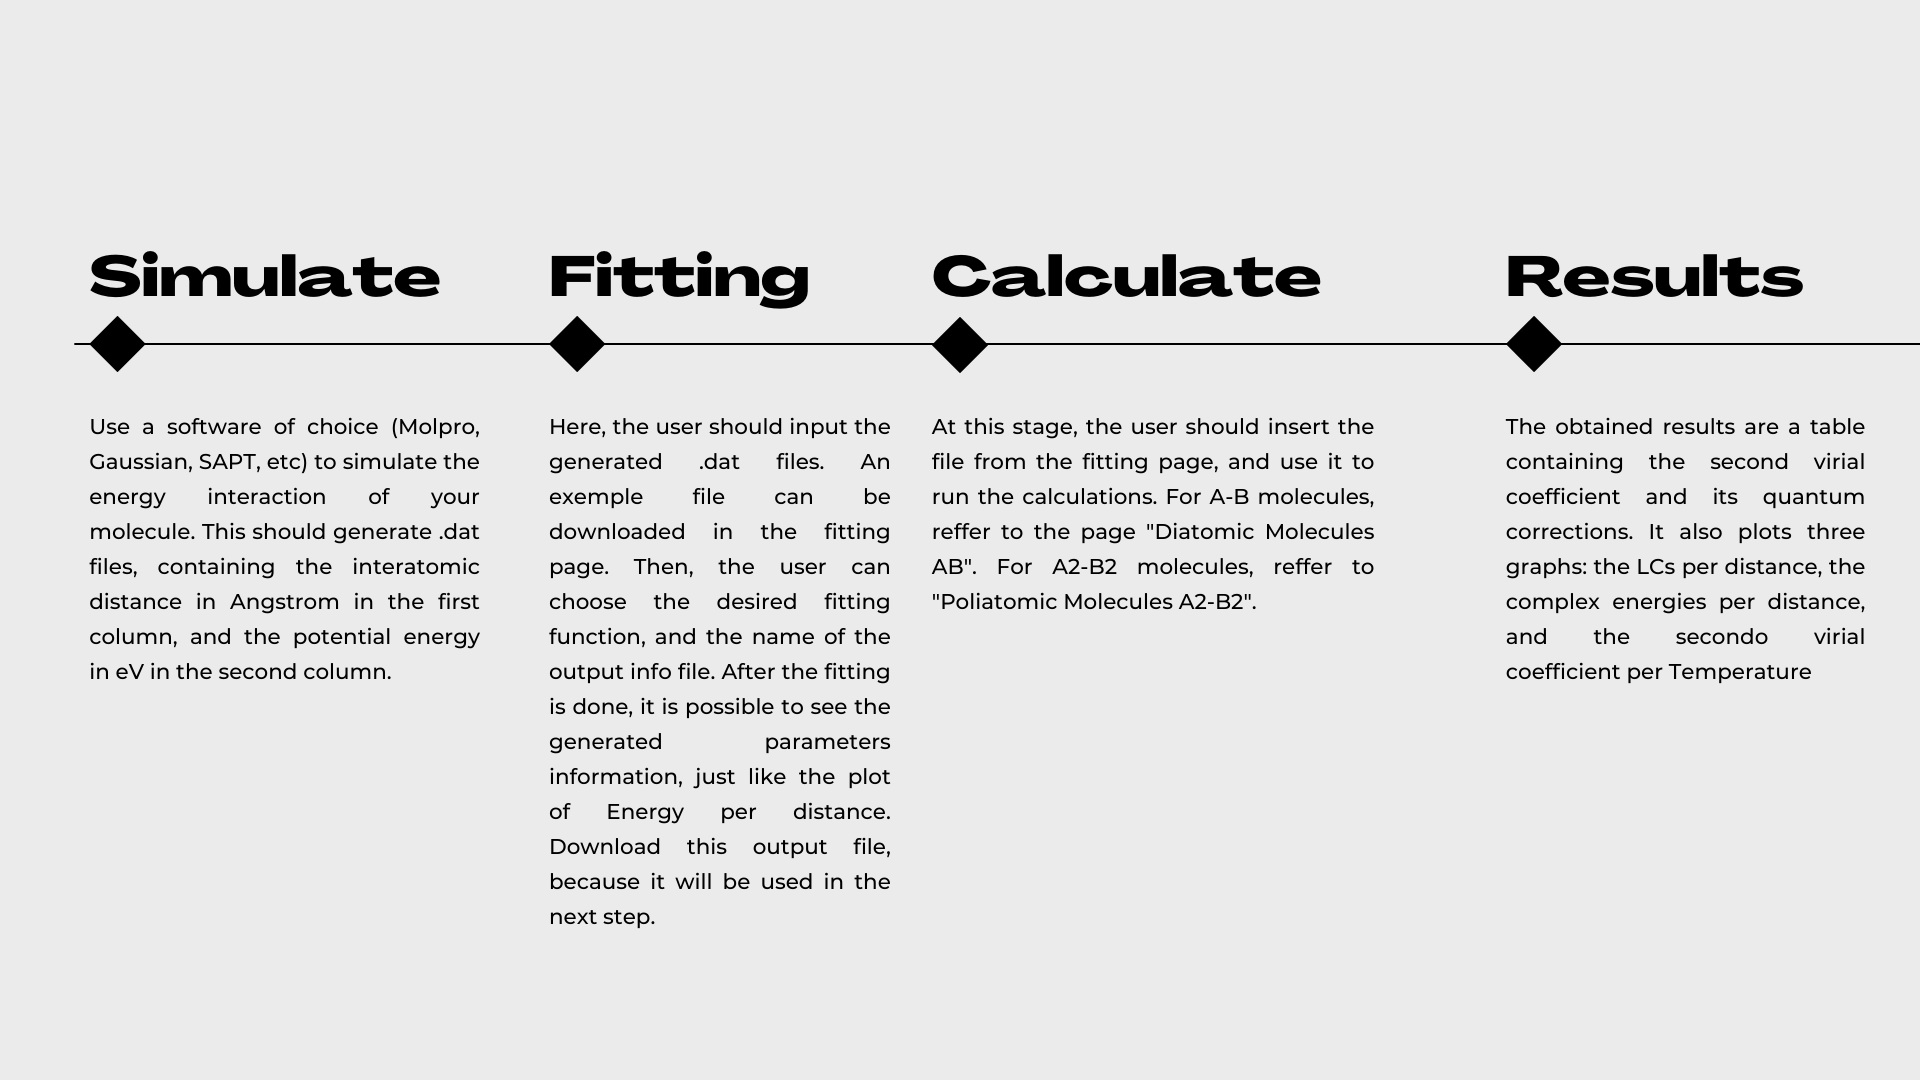 Simulate
Use a software of choice (Molpro,
Gaussian, SAPT, etc) to simulate the
energy interaction of your
molecule. This should generate .dat
files, containing the interatomic
distance in Angstrom in the first
column, and the potential energy
in eV in the second column.
Fitting
Here, the user should input the
generated .dat files. An
exemple file can be
downloaded in the fitting
page. Then, the user can
choose the desired fitting
function, and the name of the
output info file. After the fitting
is done, it is possible to see the
generated parameters
information, just like the plot
of Energy per distance.
Download this output file,
because it will be used in the
next step.
Calculate
At this stage, the user should insert the
file from the fitting page, and use it to
run the calculations. For A-B molecules,
reffer to the page "Diatomic Molecules
AB". For A2-B2 molecules, reffer to
"Poliatomic Molecules A2-B2".
Results
The obtained results are a table
containing the second virial
coefficient and its quantum
corrections. It also plots three
graphs: the LCs per distance, the
complex energies per distance,
and the secondo virial
coefficient per Temperature